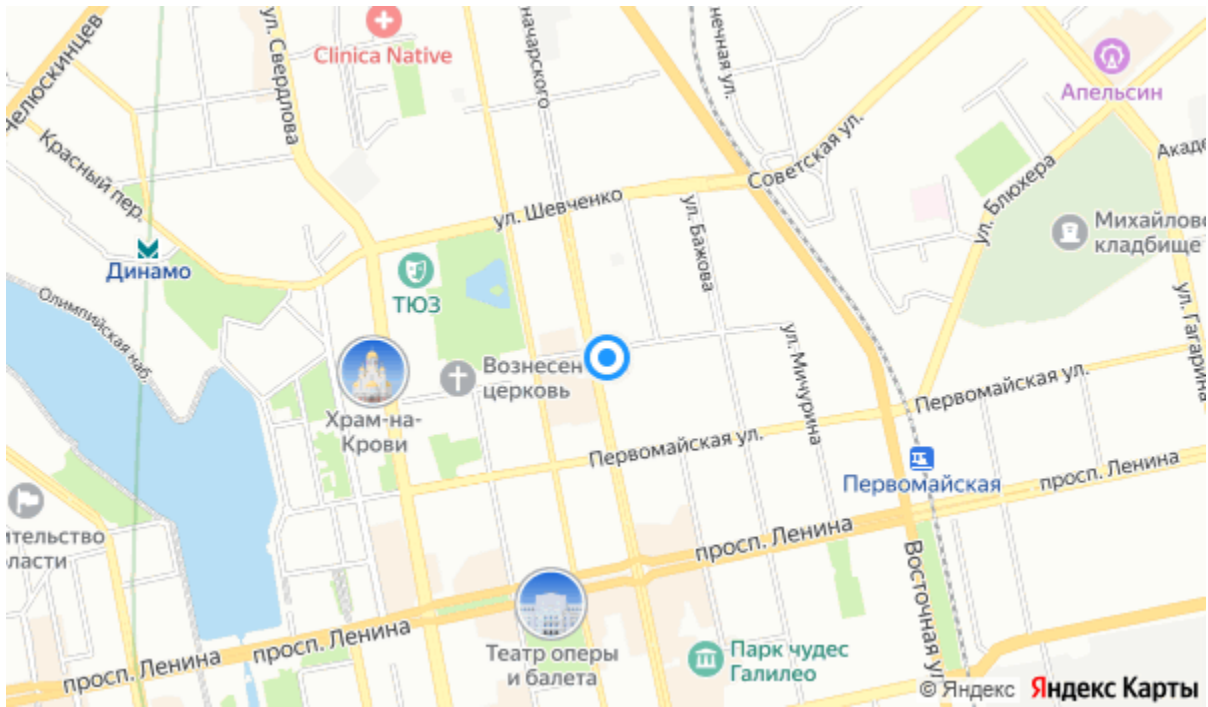 Челюскинцев
ул. Свердлова
Clinica Native
начарского
нечная ул.
Апельсин
Красный пер.
Советская ул.
Акаде
ул. Шевченко
ул. Бажова
ул. Блюхера
Михайловс
кладбище
Динамо
ТЮЗ
Олимпийская наб.
ул. Гагарина
Вознесен
церковь
ул. Мичурина
Храм-на-
Крови
Первомайская ул.
Первомайская ул.
Первомайская
просп. Ленина
ительство
ласти
просп. Ленина
Восточная ул
просп. Ленина
просп. Ленина
Театр оперы
и балета
Парк чудес
Галилео
© Яндекс Яндекс Карты